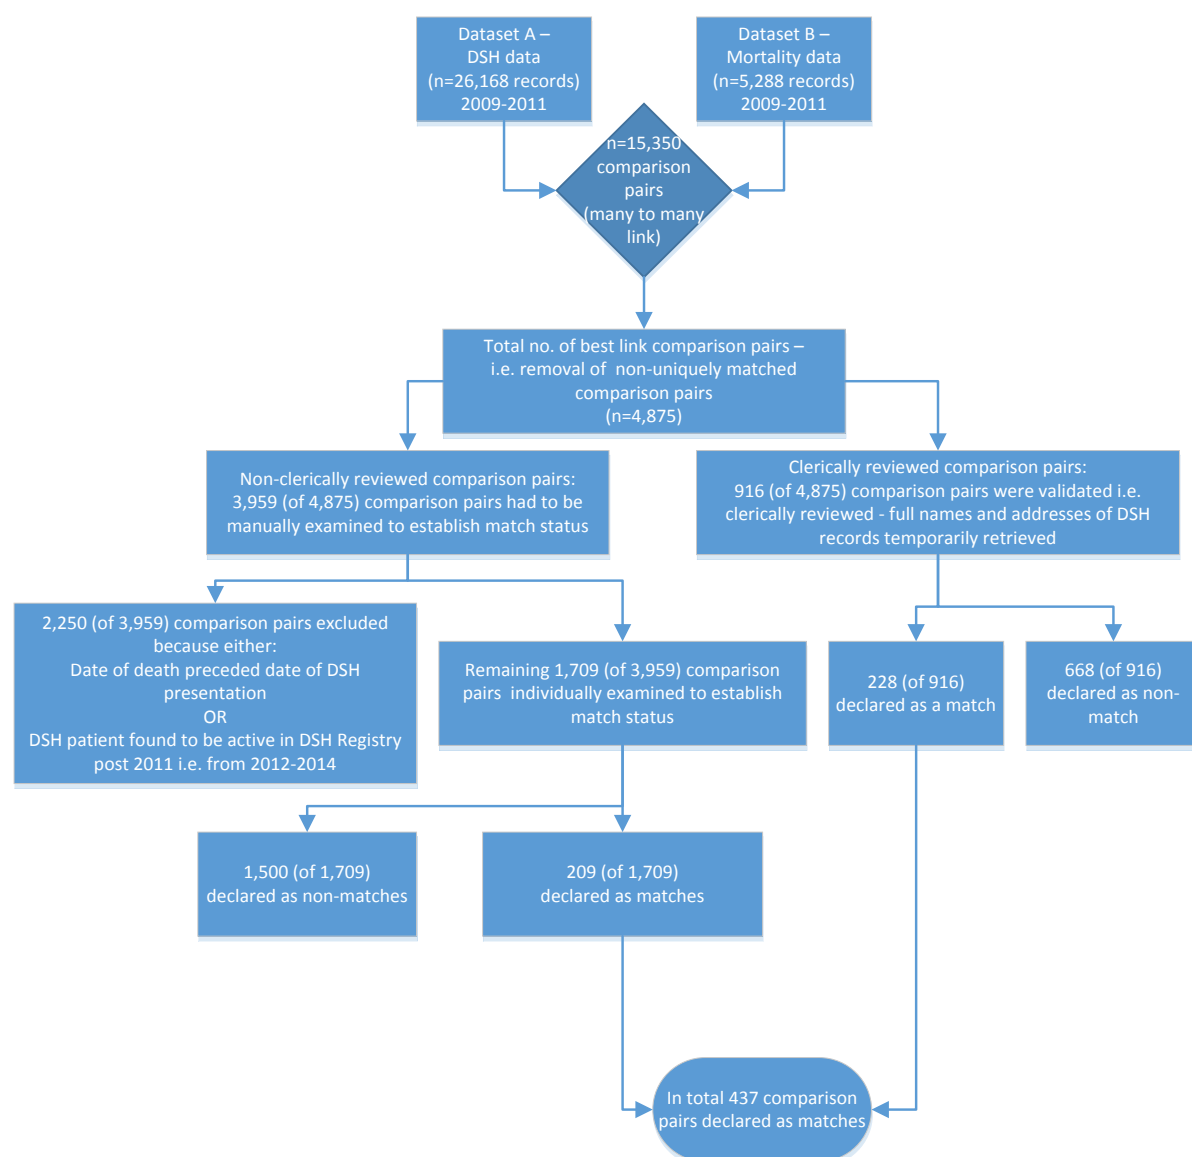 Dataset A –
DSH data
(n=26,168 records)
2009-2011
Dataset B –
Mortality data
(n=5,288 records)
2009-2011
n=15,350
comparison
pairs
(many to many
link)
Total no. of best link comparison pairs –
i.e. removal of non-uniquely matched
comparison pairs
(n=4,875)
Non-clerically reviewed comparison pairs:
3,959 (of 4,875) comparison pairs had to be
manually examined to establish match status
Clerically reviewed comparison pairs:
916 (of 4,875) comparison pairs were validated i.e.
clerically reviewed - full names and addresses of DSH
records temporarily retrieved
2,250 (of 3,959) comparison pairs excluded
because either:
Date of death preceded date of DSH
presentation
OR
DSH patient found to be active in DSH Registry
post 2011 i.e. from 2012-2014
Remaining 1,709 (of 3,959) comparison
pairs individually examined to establish
match status
228 (of 916)
declared as a match
668 (of 916)
declared as non-
match
1,500 (of 1,709)
declared as non-matches
209 (of 1,709)
declared as matches
In total 437 comparison
pairs declared as matches